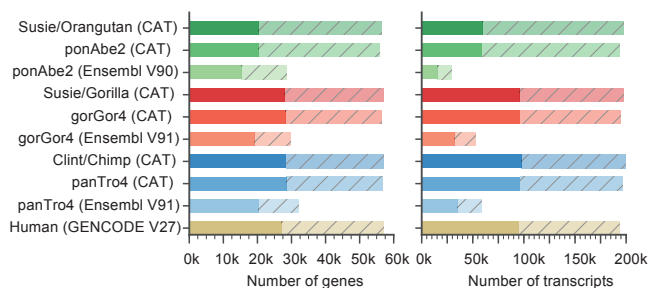 Susie/Orangutan (CAT)
ponAbe2 (CAT)
ponAbe2 (Ensembl V90)
Susie/Gorilla (CAT)
gorGor4 (CAT)
gorGor4 (Ensembl V91)
Clint/Chimp (CAT)
panTro4 (CAT)
panTro4 (Ensembl V91)
Human (GENCODE V27)
0k 10k 20k 30k 40k 50k 60k 0k 50k 100k 150k 200k
Number of genes Number of transcripts